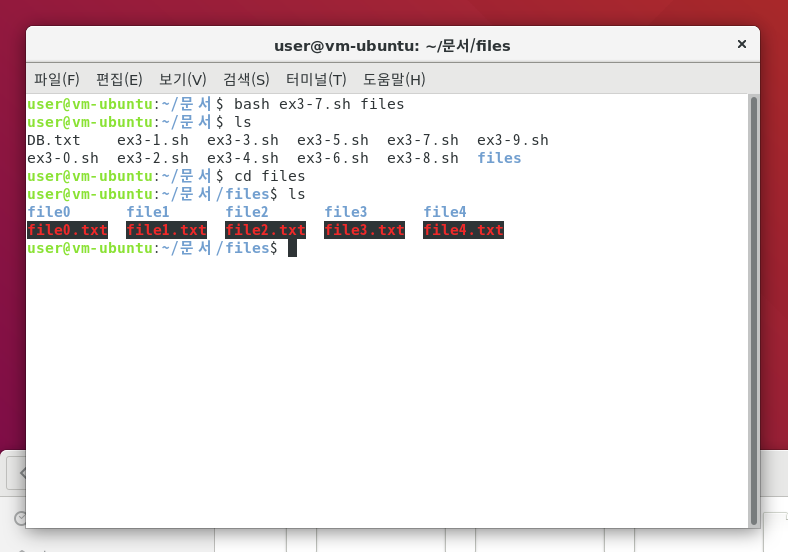 user@vm-ubuntu: ~/문서/files
파일(F) 편집(E) 보기(V) 검색(S) 터미널(T) 도움말(H)
user@vm-ubuntu:~/문서$ bash ex3-7.sh files
user@vm-ubuntu:~/문서$ ls
DB.txt ex3-1.sh ex3-3.sh ex3-5.sh ex3-7.sh ex3-9.sh
ex3-0.sh ex3-2.sh ex3-4.sh ex3-6.sh ex3-8.sh files
user@vm-ubuntu:~/문서$ cd files
user@vm-ubuntu:~/문서/files$ ls
file0 file1 file2 file3 file4
file0.txt file1.txt file2.txt file3.txt file4.txt
user@vm-ubuntu:~/문서/files$